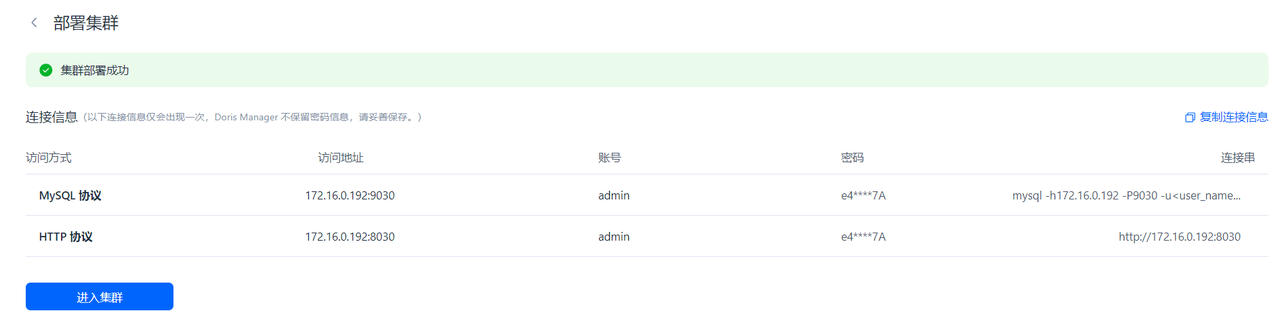 部署集群
集群部署成功
连接信息 (以下连接信息仅会出现一次，Doris Manager 不保留密码信息，请妥善保存。) 复制连接信息
访问方式 访问地址 账号 密码 连接串
MySQL 协议 172.16.0.192:9030 admin e4****7A mysql -h172.16.0.192 -P9030 -u<user_name...
HTTP 协议 172.16.0.192:8030 admin e4****7A http://172.16.0.192:8030
进入集群